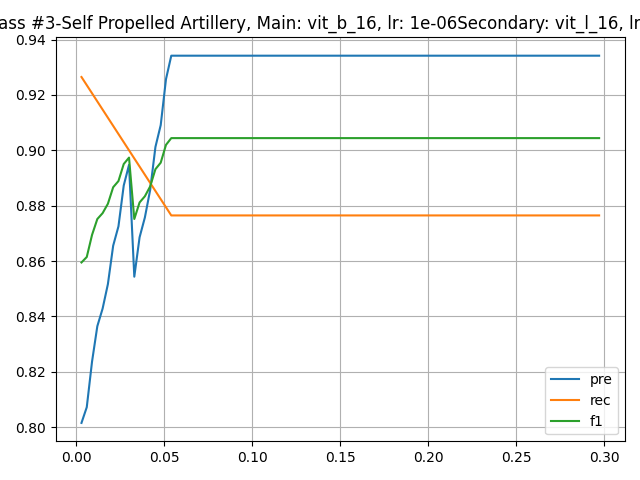 ass #3-Self Propelled Artillery, Main: vit_b_16, lr: 1e-06Secondary: vit_l_16, lr
0.94
0.92
0.90
0.88
0.86
0.84
0.82
0.80
pre
rec
f1
0.00 0.05 0.10 0.15 0.20 0.25 0.30